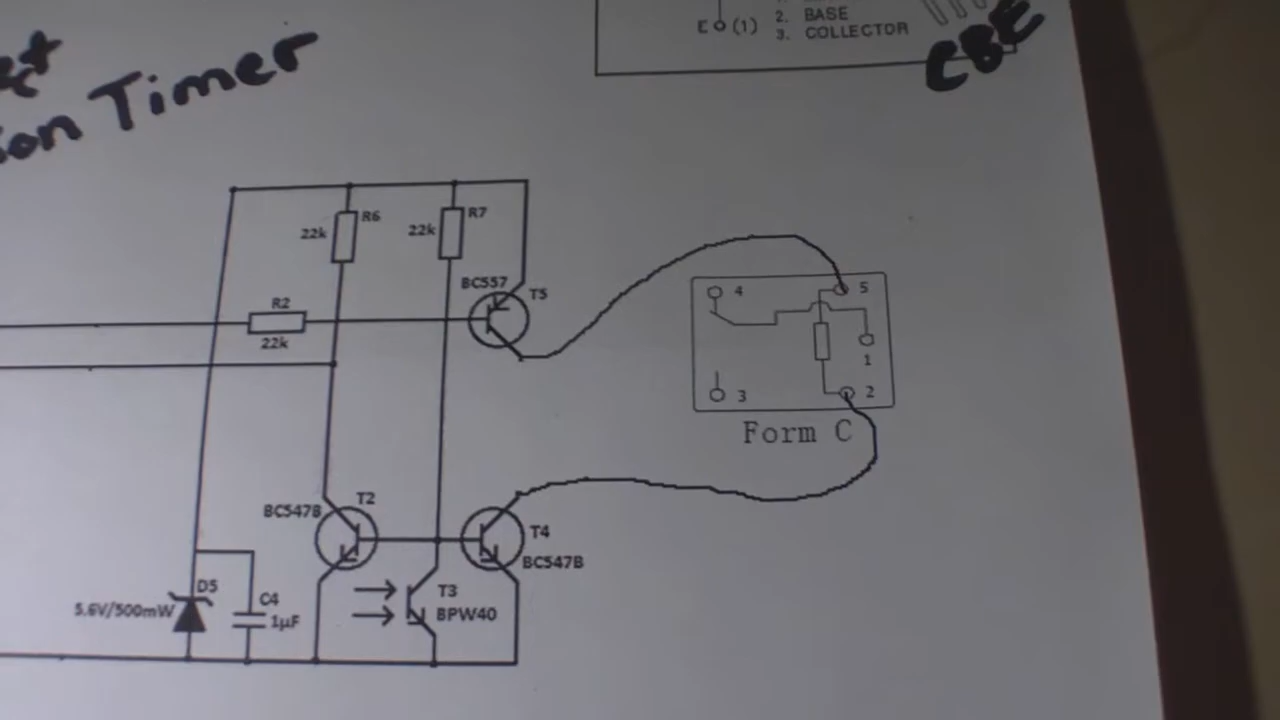 E (1)
2. BASE
3. COLLECTOR
CBE
Timer
R6
22k
R7
22k
BC557
T5
R2
22k
4
5
1
3
2
Form C
T2
BC547B
T4
BC547B
D5
5.6V/500mW
C4
1µF
T3
BPW40